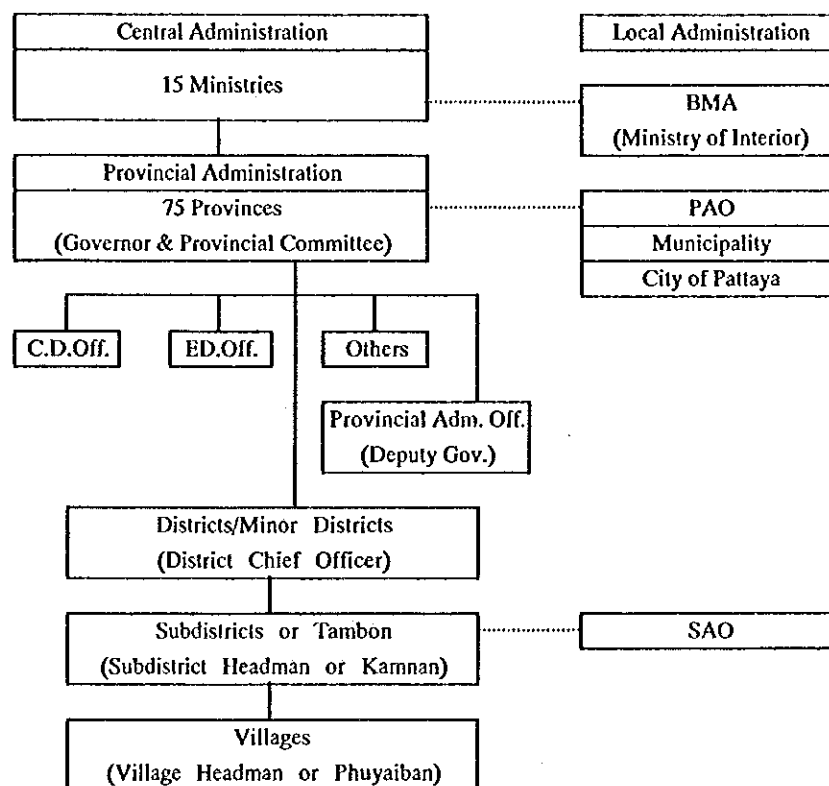 Central Administration
Local Administration
15 Ministries
BMA
(Ministry of Interior)
Provincial Administration
75 Provinces
(Governor & Provincial Committee)
PAO
Municipality
City of Pattaya
C.D.Off.
ED.Off.
Others
Provincial Adm. Off.
(Deputy Gov.)
Districts/Minor Districts
(District Chief Officer)
Subdistricts or Tambon
(Subdistrict Headman or Kamnan)
SAO
Villages
(Village Headman or Phuyaiban)